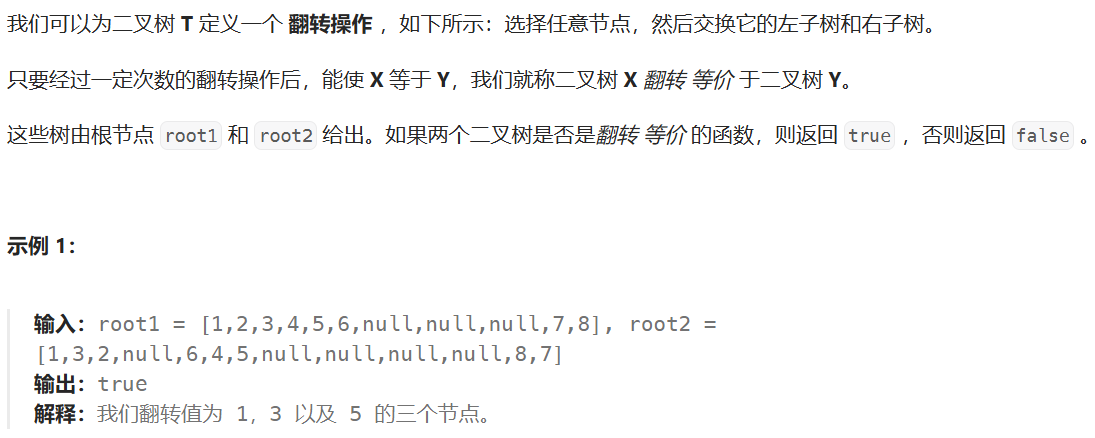 我们可以为二叉树 T 定义一个 翻转操作 ，如下所示：选择任意节点，然后交换它的左子树和右子树。
只要经过一定次数的翻转操作后，能使 X 等于 Y，我们就称二叉树 X 翻转 等价 于二叉树 Y。
这些树由根节点 root1 和 root2 给出。如果两个二叉树是否是翻转 等价 的函数，则返回 true ，否则返回 false 。
示例 1：
输入：root1 = [1,2,3,4,5,6,null,null,null,7,8], root2 =
[1,3,2,null,6,4,5,null,null,null,null,8,7]
输出：true
解释：我们翻转值为 1，3 以及 5 的三个节点。